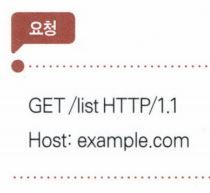 요청
GET /list HTTP/1.1
Host: example.com